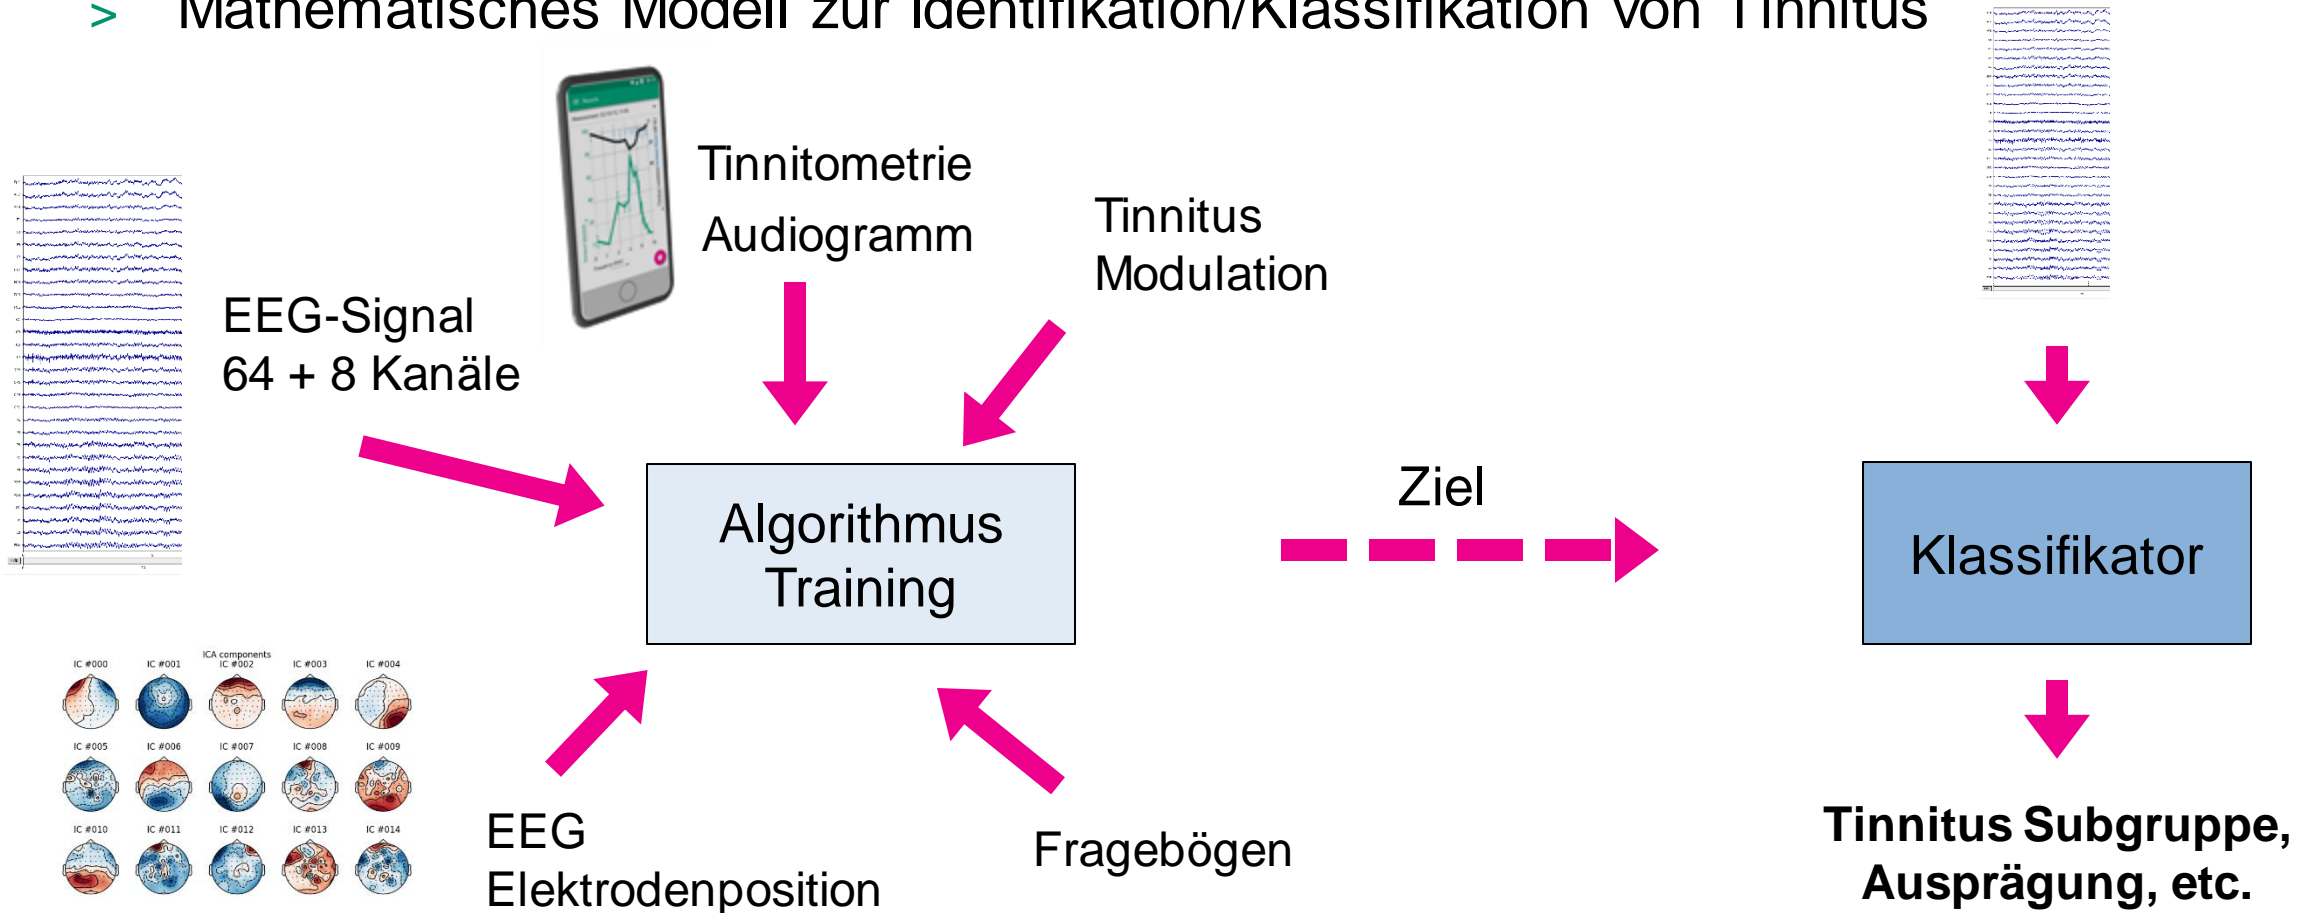 > Mathematisches Modell zur Identifikation/Klassifikation von Tinnitus
Tinnitometrie
Audiogramm
Tinnitus
Modulation
EEG-Signal
64 + 8 Kanäle
Algorithmus
Training
Ziel
Klassifikator
ICA components
IC #000 IC #001 IC #002 IC #003 IC #004
IC #005 IC #006 IC #007 IC #008 IC #009
IC #010 IC #011 IC #012 IC #013 IC #014
EEG
Elektrodenposition
Fragebögen
Tinnitus Subgruppe,
Ausprägung, etc.